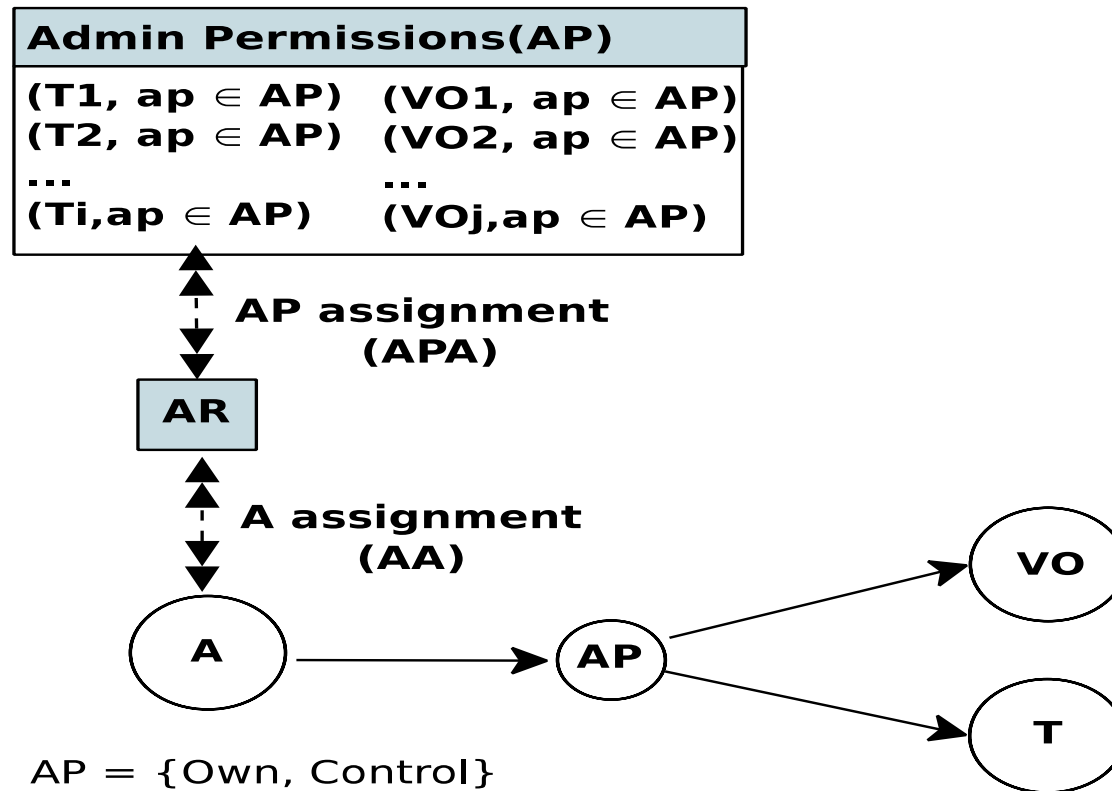 Admin Permissions(AP)
(T1, ap ∈ AP) (VO1, ap ∈ AP)
(T2, ap ∈ AP) (VO2, ap ∈ AP)
... ...
(Ti,ap ∈ AP) (VOj,ap ∈ AP)
AP assignment
(APA)
AR
A assignment
(AA)
VO
A
AP
T
AP = {Own, Control}